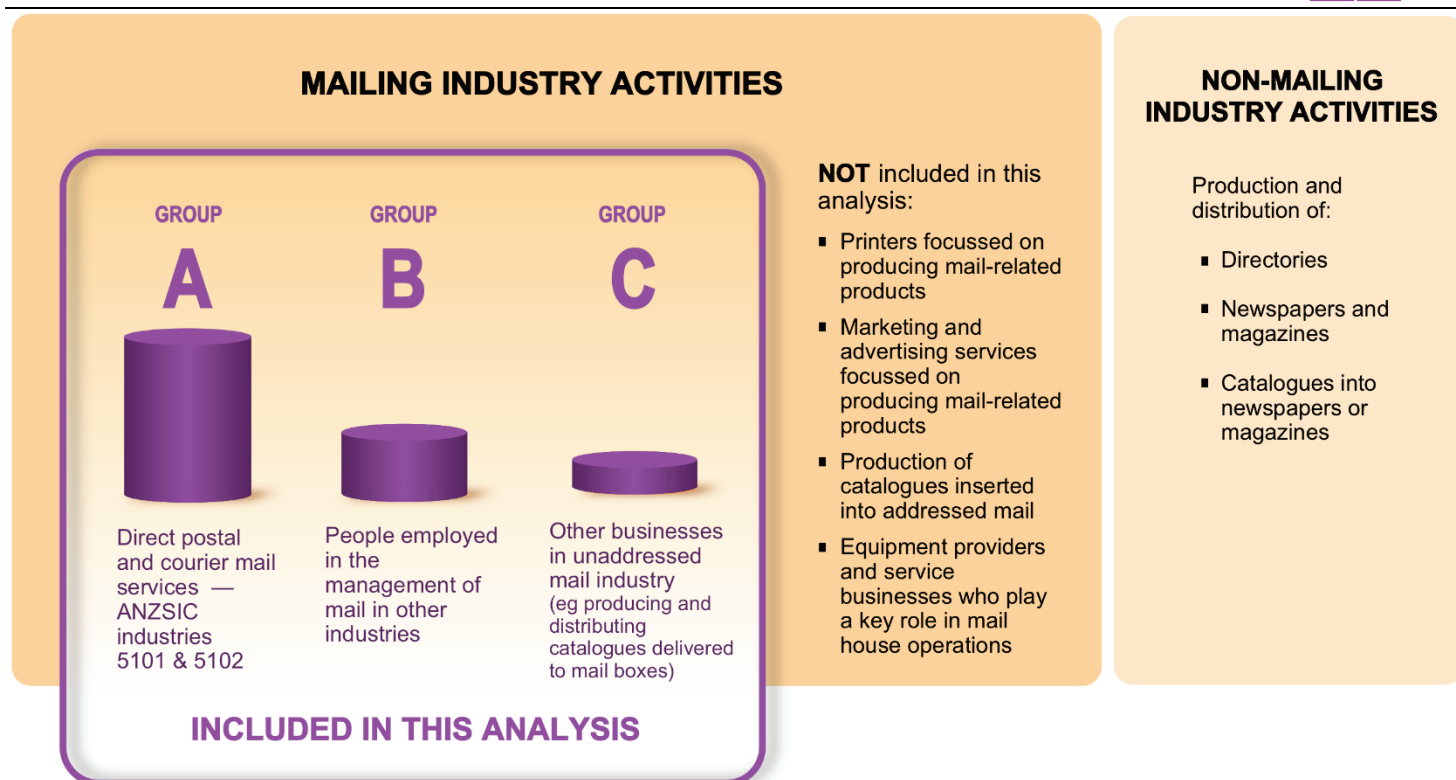 MAILING INDUSTRY ACTIVITIES
GROUP
A
Direct postal
and courier mail
services —
ANZSIC
industries
5101 & 5102
GROUP
B
People employed
in the
management of
mail in other
industries
GROUP
C
Other businesses
in unaddressed
mail industry
(eg producing and
distributing
catalogues delivered
to mail boxes)
INCLUDED IN THIS ANALYSIS
NOT included in this
analysis:
▪ Printers focussed on
producing mail-related
products
▪ Marketing and
advertising services
focussed on
producing mail-related
products
▪ Production of
catalogues inserted
into addressed mail
▪ Equipment providers
and service
businesses who play
a key role in mail
house operations
NON-MAILING
INDUSTRY ACTIVITIES
Production and
distribution of:
▪ Directories
▪ Newspapers and
magazines
▪ Catalogues into
newspapers or
magazines